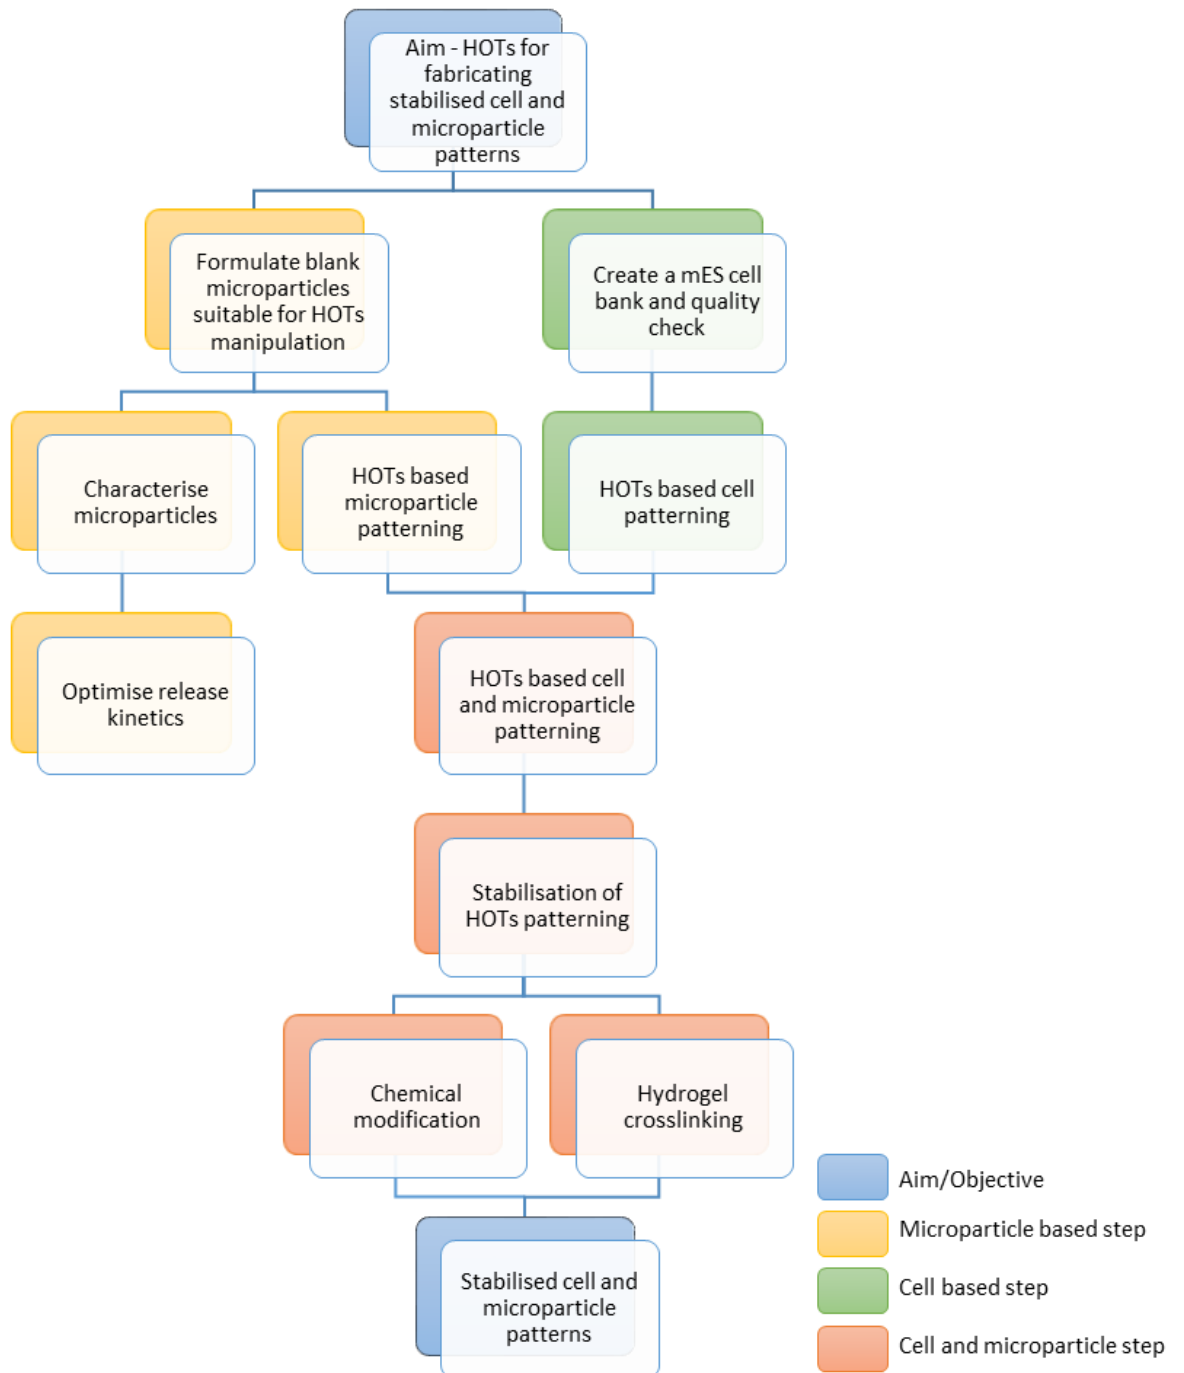 Aim - HOTs for
fabricating
stabilised cell and
microparticle
patterns
Formulate blank
microparticles
suitable for HOTs
manipulation
Create a mES cell
bank and quality
check
Characterise
microparticles
HOTs based
microparticle
patterning
HOTs based cell
patterning
Optimise release
kinetics
HOTs based cell
and microparticle
patterning
Stabilisation of
HOTs patterning
Chemical
modification
Hydrogel
crosslinking
Stabilised cell and
microparticle
patterns
Aim/Objective
Microparticle based step
Cell based step
Cell and microparticle step